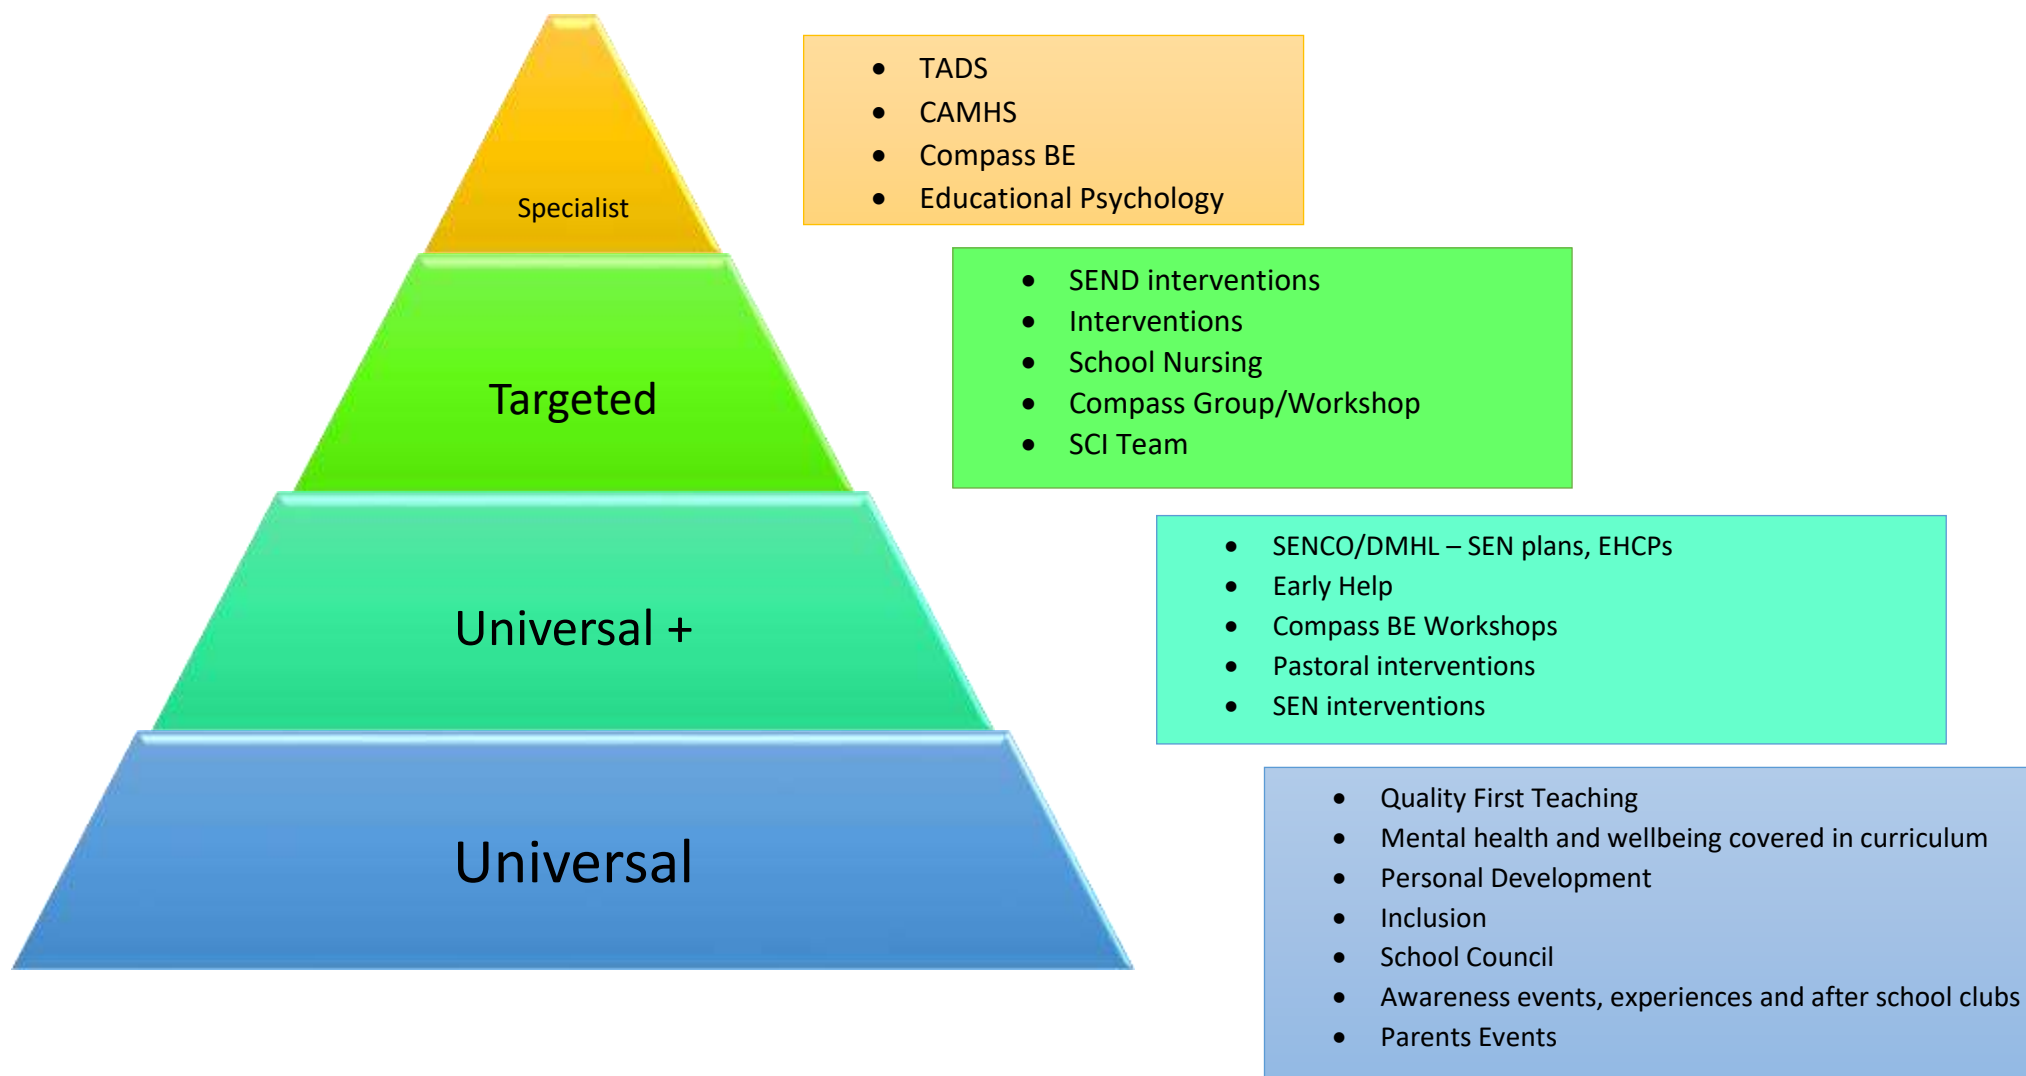 Specialist
• TADS
• CAMHS
• Compass BE
• Educational Psychology
Targeted
• SEND interventions
• Interventions
• School Nursing
• Compass Group/Workshop
• SCI Team
Universal +
• SENCO/DMHL – SEN plans, EHCPs
• Early Help
• Compass BE Workshops
• Pastoral interventions
• SEN interventions
Universal
• Quality First Teaching
• Mental health and wellbeing covered in curriculum
• Personal Development
• Inclusion
• School Council
• Awareness events, experiences and after school clubs
• Parents Events